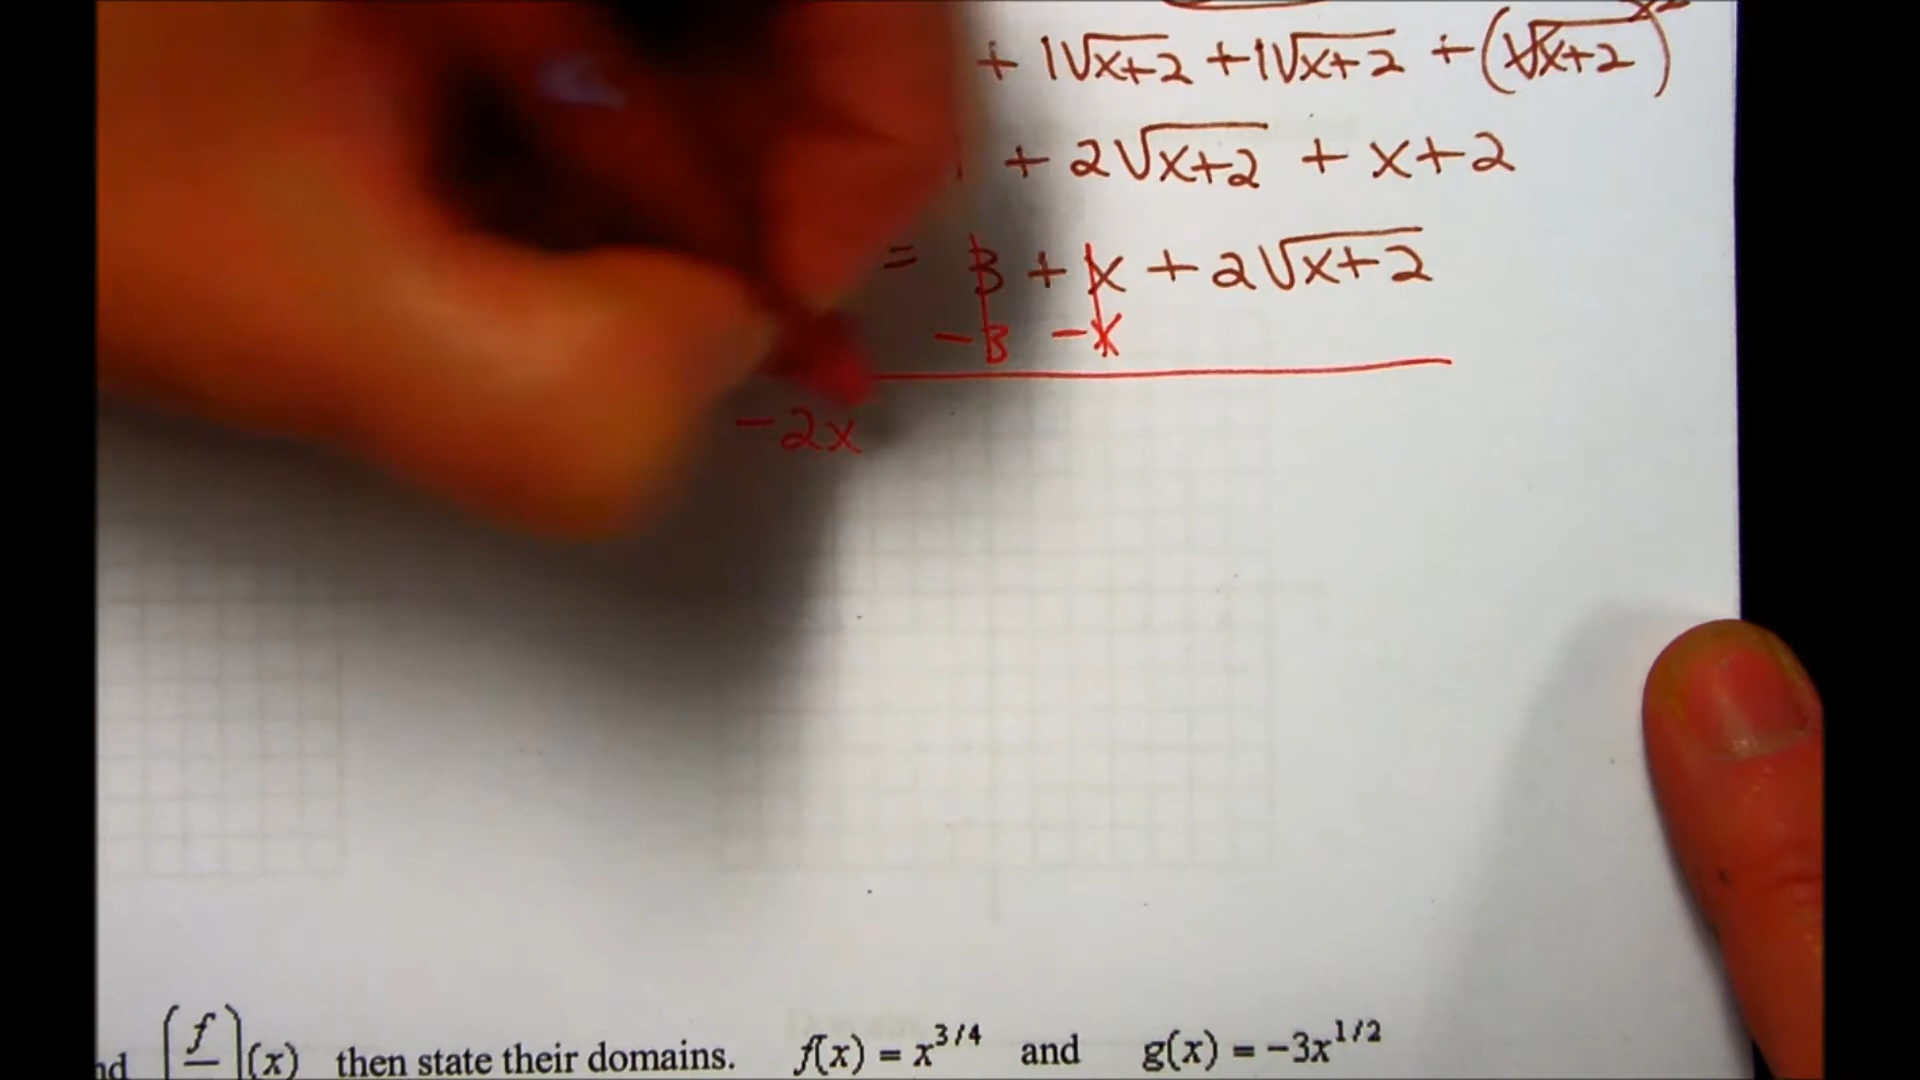 + 1√x+2 + 1√x+2 + (√x+2)²
+ 2√x+2 + x+2
= 3 + x + 2√x+2
-3 -x
-2x
(f/ )(x) then state their domains. f(x) = x^3/4 and g(x) = -3x^1/2